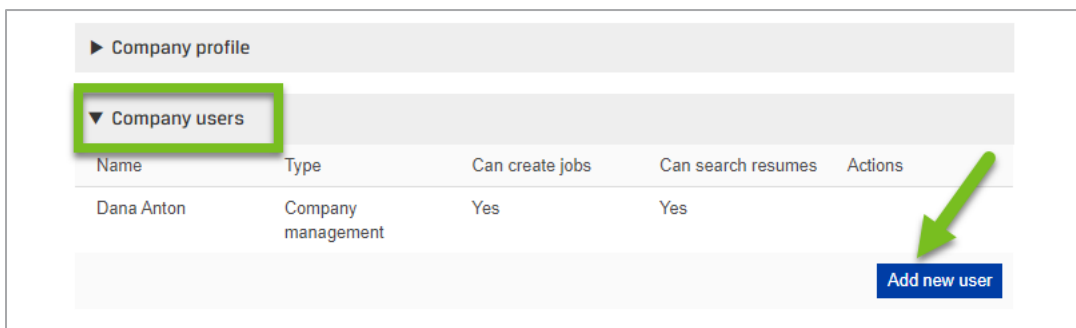 Company profile
Company users
Name Type Can create jobs Can search resumes Actions
Dana Anton Company management Yes Yes
Add new user